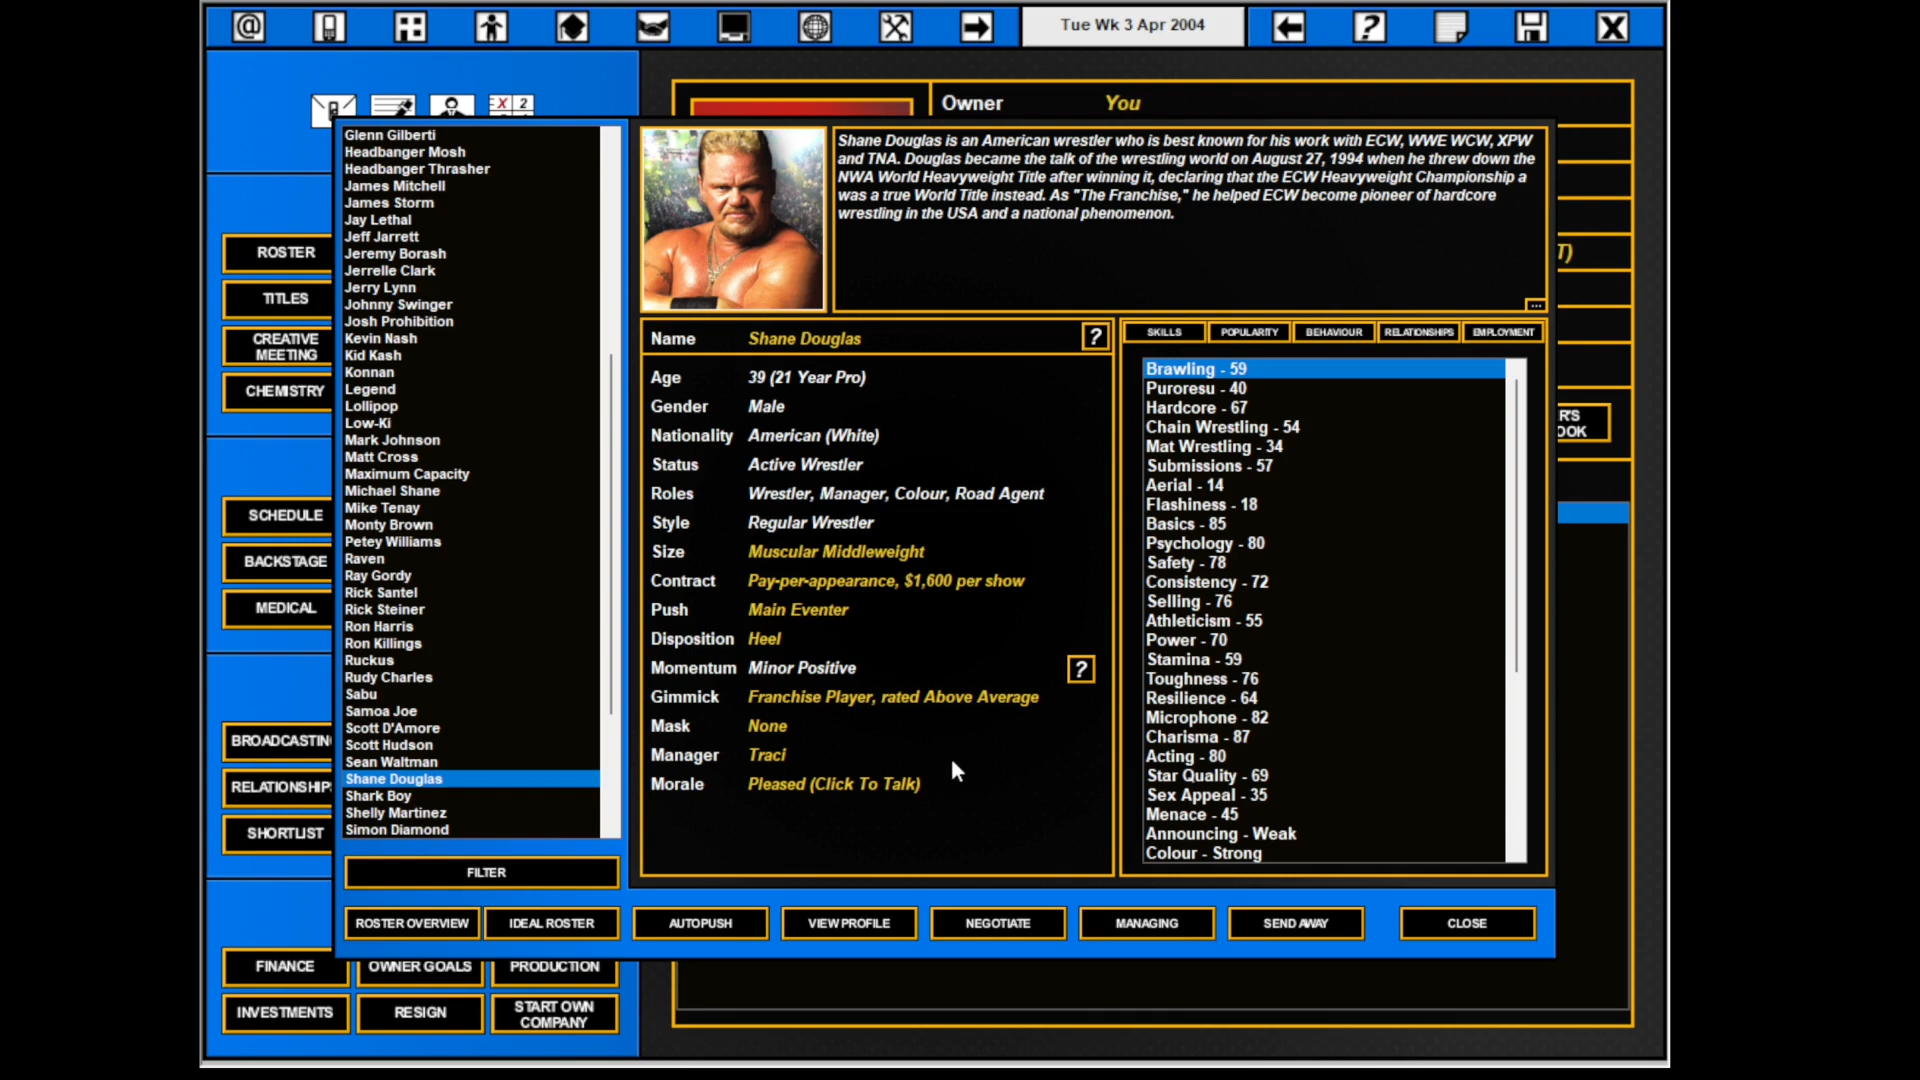 @
?
X
Tue Wk 3 Apr 2004
X 2
Owner
You
ROSTER
TITLES
CREATIVE
MEETING
CHEMISTRY
SCHEDULE
BACKSTAGE
MEDICAL
BROADCASTIN
RELATIONSHIP
SHORTLIST
FINANCE
OWNER GOALS
PRODUCTION
INVESTMENTS
RESIGN
START OWN
COMPANY
Glenn Gilberti
Headbanger Mosh
Headbanger Thrasher
James Mitchell
James Storm
Jay Lethal
Jeff Jarrett
Jeremy Borash
Jerrelle Clark
Jerry Lynn
Johnny Swinger
Josh Prohibition
Kevin Nash
Kid Kash
Konnan
Legend
Lollipop
Low-Ki
Mark Johnson
Matt Cross
Maximum Capacity
Michael Shane
Mike Tenay
Monty Brown
Petey Williams
Raven
Ray Gordy
Rick Santel
Rick Steiner
Ron Harris
Ron Killings
Ruckus
Rudy Charles
Sabu
Samoa Joe
Scott D'Amore
Scott Hudson
Sean Waltman
Shane Douglas
Shark Boy
Shelly Martinez
Simon Diamond
FILTER
Shane Douglas is an American wrestler who is best known for his work with ECW, WWE WCW, XPW
and TNA. Douglas became the talk of the wrestling world on August 27, 1994 when he threw down the
NWA World Heavyweight Title after winning it, declaring that the ECW Heavyweight Championship a
was a true World Title instead. As "The Franchise," he helped ECW become pioneer of hardcore
wrestling in the USA and a national phenomenon.
...
Name Shane Douglas ?
Age 39 (21 Year Pro)
Gender Male
Nationality American (White)
Status Active Wrestler
Roles Wrestler, Manager, Colour, Road Agent
Style Regular Wrestler
Size Muscular Middleweight
Contract Pay-per-appearance, $1,600 per show
Push Main Eventer
Disposition Heel
Momentum Minor Positive ?
Gimmick Franchise Player, rated Above Average
Mask None
Manager Traci
Morale Pleased (Click To Talk)
SKILLS POPULARITY BEHAVIOUR RELATIONSHIPS EMPLOYMENT
Brawling - 59
Puroresu - 40
Hardcore - 67
Chain Wrestling - 54
Mat Wrestling - 34
Submissions - 57
Aerial - 14
Flashiness - 18
Basics - 85
Psychology - 80
Safety - 78
Consistency - 72
Selling - 76
Athleticism - 55
Power - 70
Stamina - 59
Toughness - 76
Resilience - 64
Microphone - 82
Charisma - 87
Acting - 80
Star Quality - 69
Sex Appeal - 35
Menace - 45
Announcing - Weak
Colour - Strong
T)
R'S
OOK
ROSTER OVERVIEW
IDEAL ROSTER
AUTOPUSH
VIEW PROFILE
NEGOTIATE
MANAGING
SEND AWAY
CLOSE